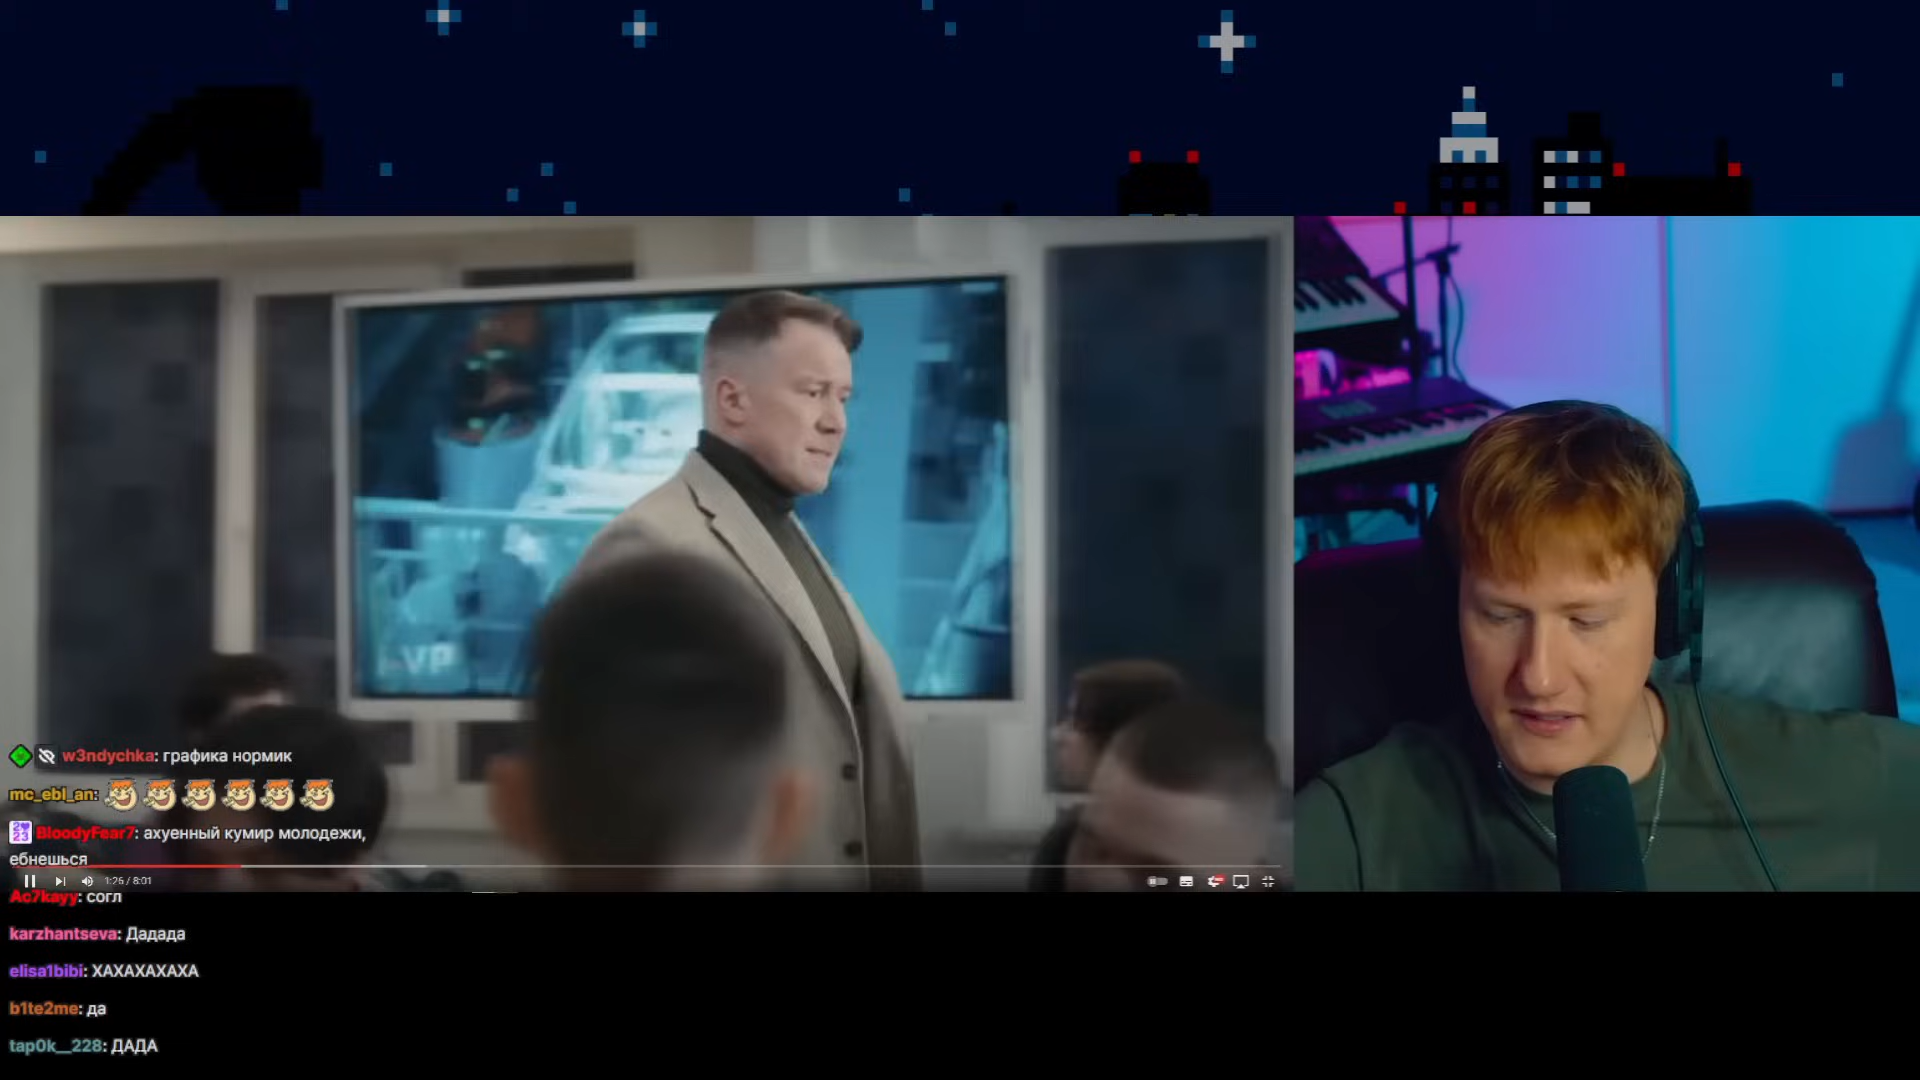 w3ndychka: графика нормик
mc_ebl_an:
BloodyFear7: ахуенный кумир молодежи,
ебнешься
1:26 / 8:01
Ac7kayy: согл
karzhantseva: Дадада
elisa1bibi: ХАХАХАХАХА
b1te2me: да
tap0k__228: ДАДА